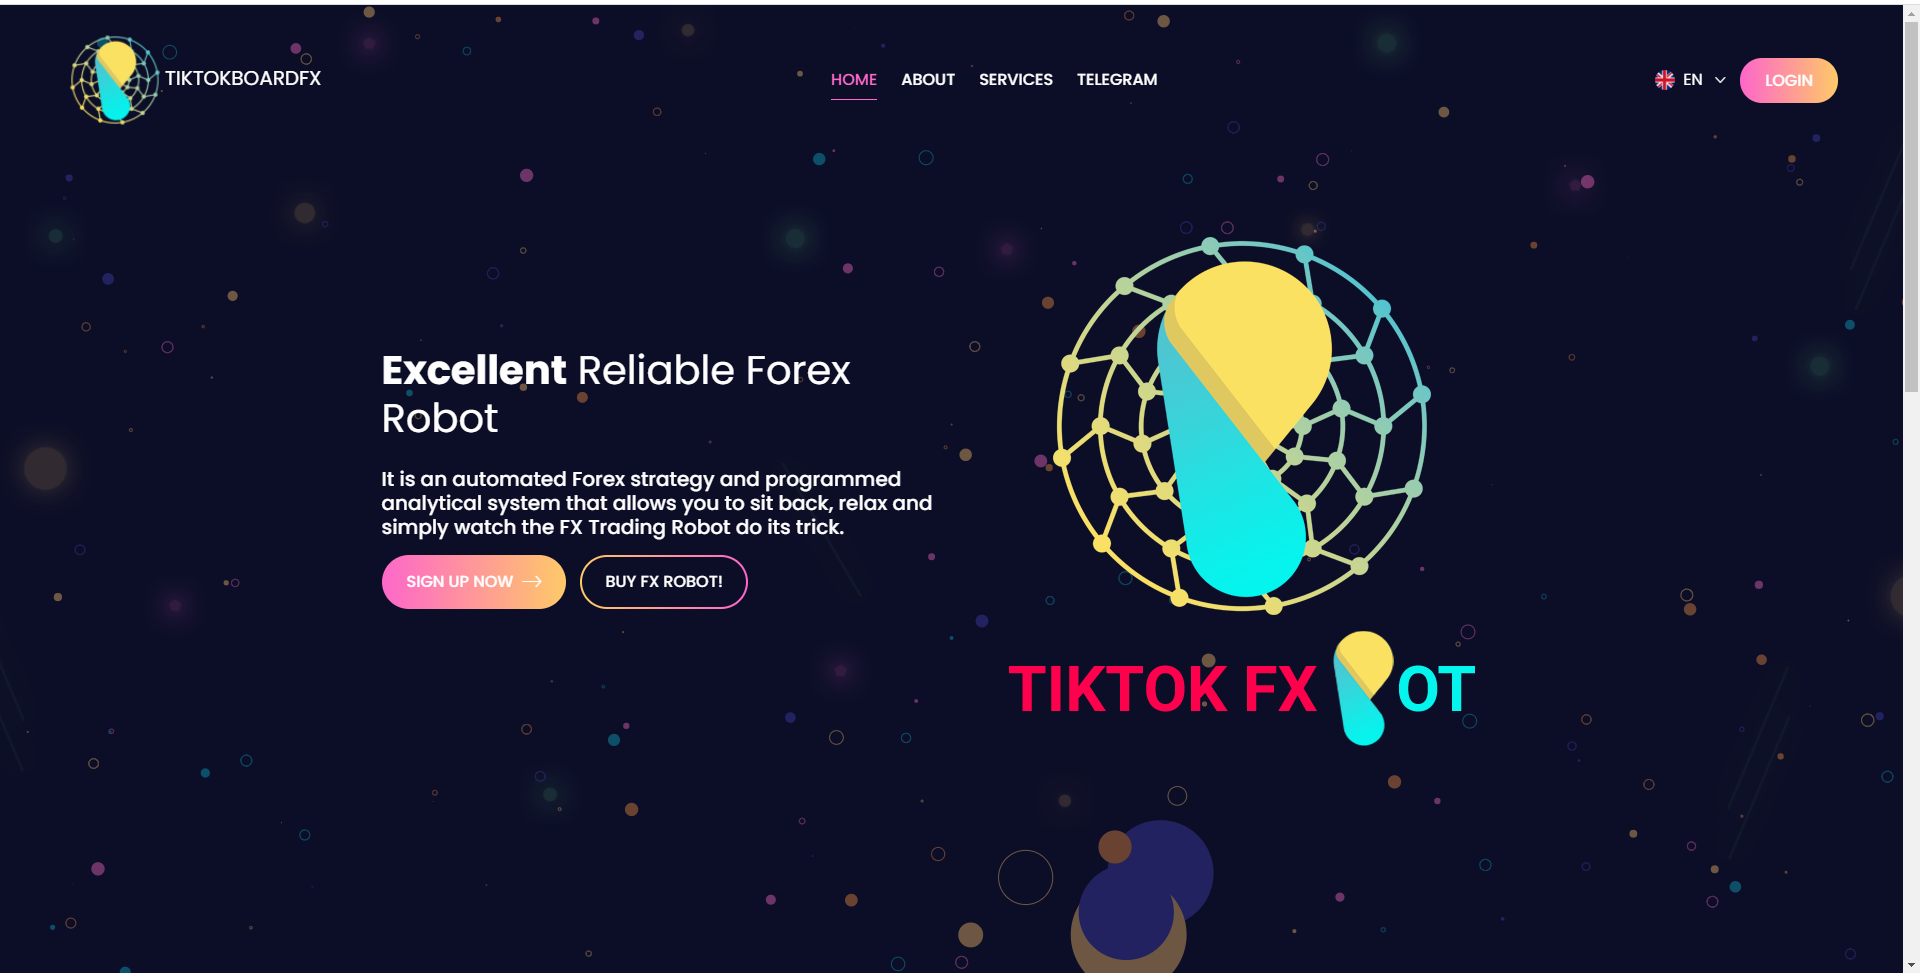 TIKTOKBOARDFX
HOME ABOUT SERVICES TELEGRAM
EN
LOGIN
Excellent Reliable Forex
Robot
It is an automated Forex strategy and programmed
analytical system that allows you to sit back, relax and
simply watch the FX Trading Robot do its trick.
SIGN UP NOW
BUY FX ROBOT!
TIKTOK FX OT